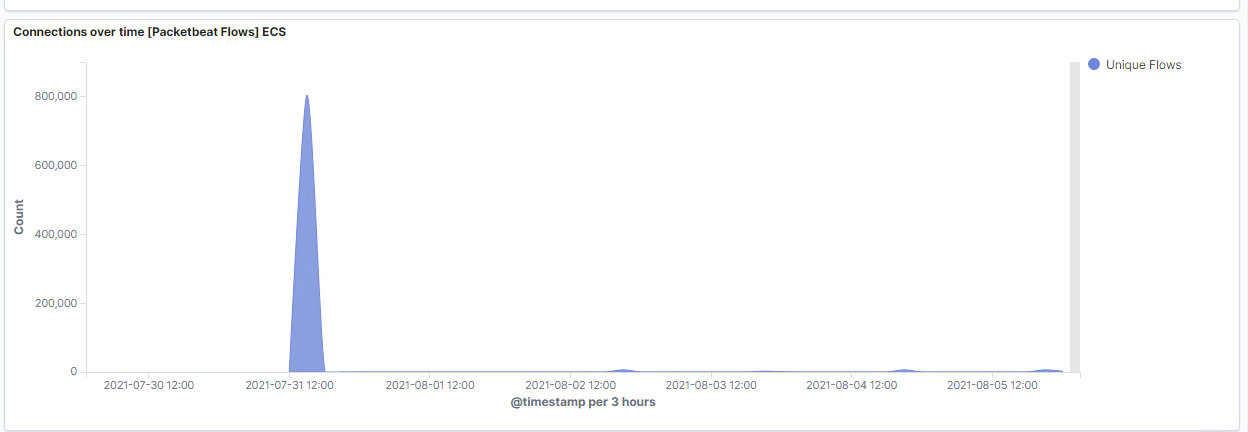 Connections over time [Packetbeat Flows] ECS
Unique Flows
800,000
600,000
400,000
200,000
0
Count
2021-07-30 12:00 2021-07-31 12:00 2021-08-01 12:00 2021-08-02 12:00 2021-08-03 12:00 2021-08-04 12:00 2021-08-05 12:00
@timestamp per 3 hours